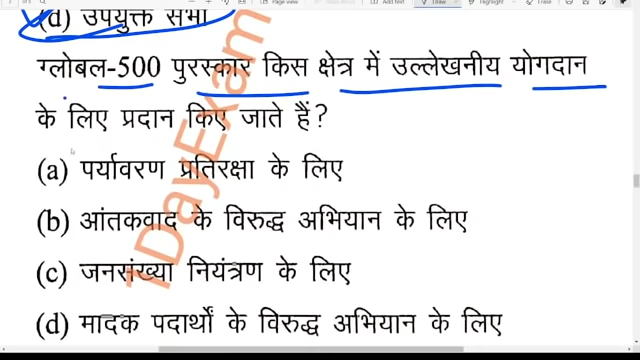 (d) उपर्युक्त सभी
ग्लोबल-500 पुरस्कार किस क्षेत्र में उल्लेखनीय योगदान
के लिए प्रदान किए जाते हैं?
(a) पर्यावरण प्रतिरक्षा के लिए
(b) आंतकवाद के विरुद्ध अभियान के लिए
(c) जनसंख्या नियंत्रण के लिए
(d) मादक पदार्थों के विरुद्ध अभियान के लिए
1DayExam